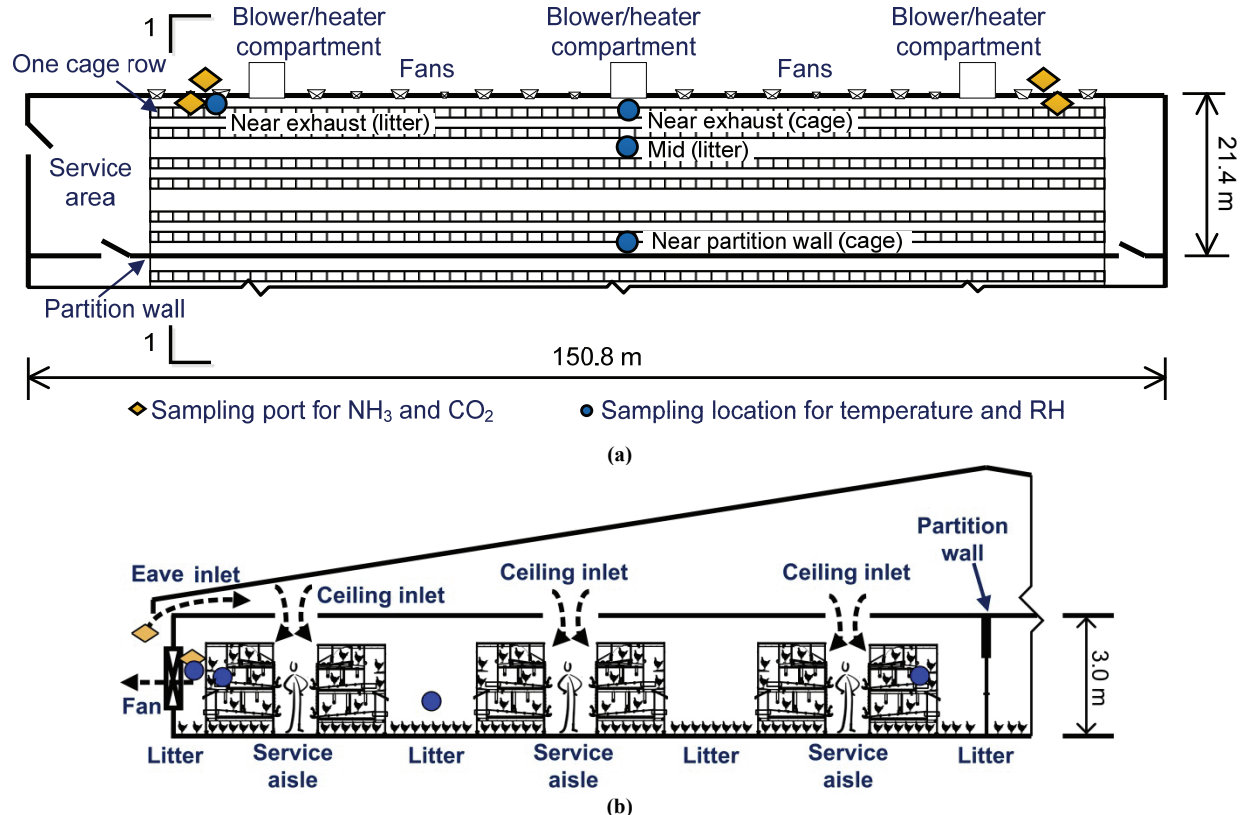 1
Blower/heater
compartment
Blower/heater
compartment
Blower/heater
compartment
One cage row
Fans
Fans
Near exhaust (litter)
Near exhaust (cage)
Mid (litter)
Service
area
21.4 m
Near partition wall (cage)
Partition wall
1
150.8 m
Sampling port for NH3 and CO2
Sampling location for temperature and RH
(a)
Partition
wall
Eave inlet
Ceiling inlet
Ceiling inlet
Ceiling inlet
3.0 m
Fan
Litter
Service
aisle
Litter
Service
aisle
Litter
Service
aisle
Litter
(b)